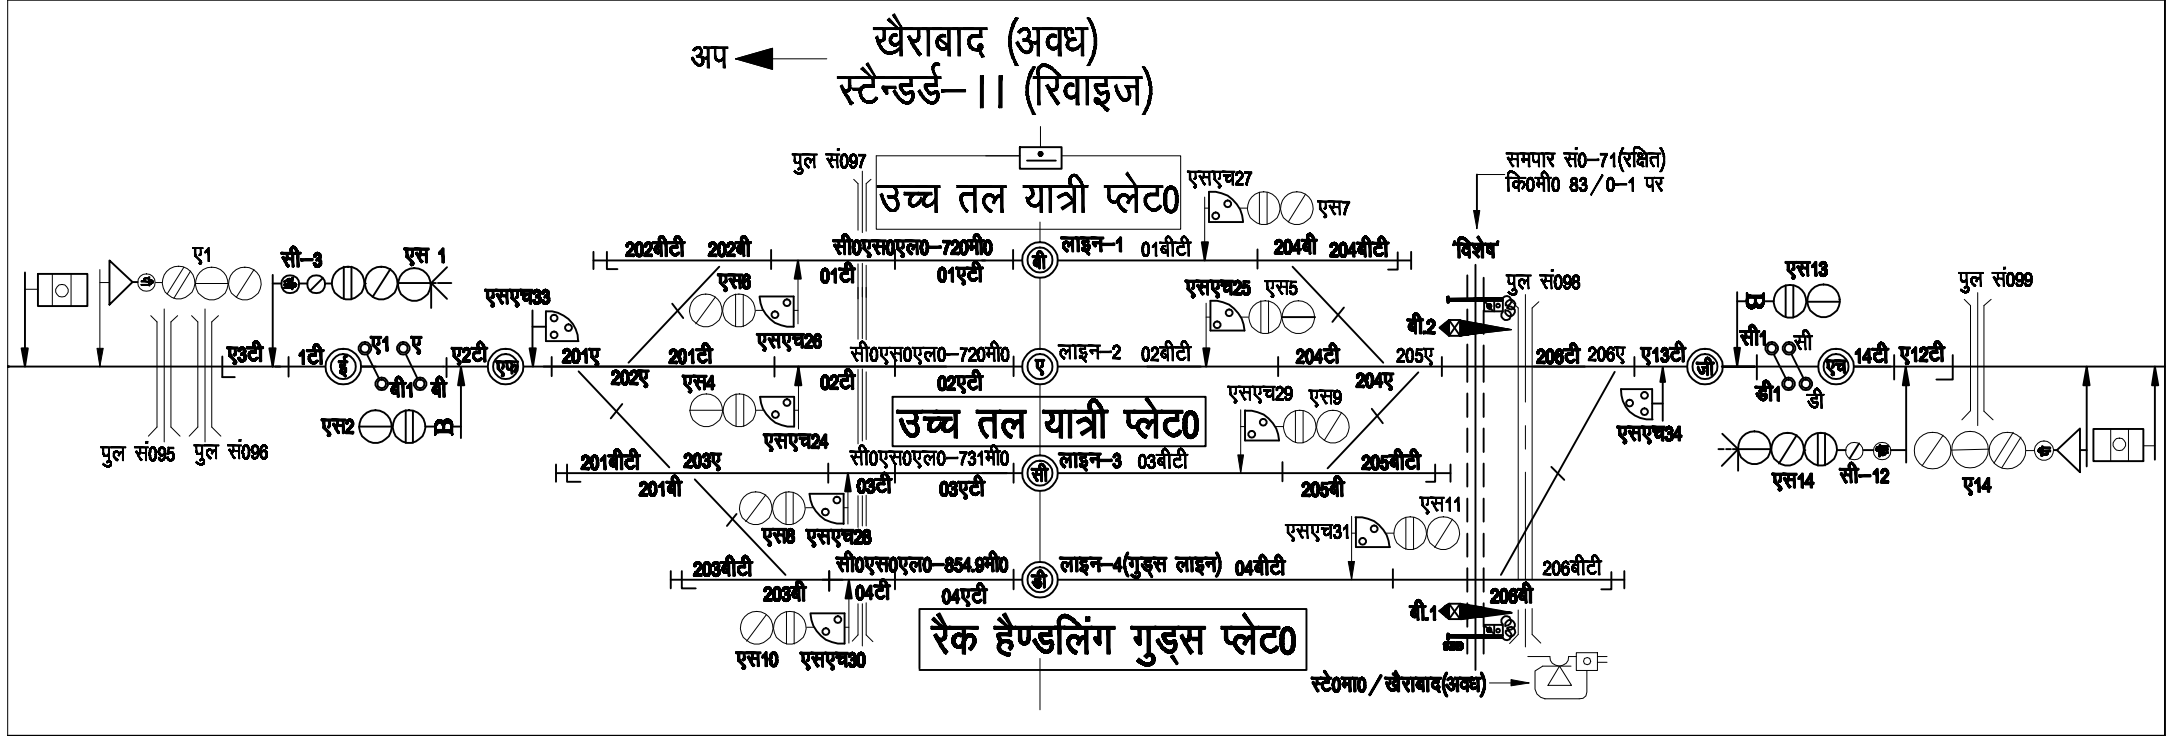 खैराबाद (अवध)
अप
स्टैन्डर्ड-II (रिवाइज)
पुल सं097
समपार सं0-71(रक्षित)
कि0मी0 83/0-1 पर
उच्च तल यात्री प्लेट0
एसएच27
एस7
202बीटी 202बी सी0एस0एल0-720मी0 लाइन-1 01बीटी 204बी 204बीटी 'विशेष'
01टी 01एटी बी
ए1 सी-3 एस 1
एसएच33
एस6
एसएच26
एसएच25 एस5
पुल सं098
एस13
B
पुल सं099
बी.2
ए3टी 1टी ई ए1 ए ए2टी एफ 201ए 201टी सी0एस0एल0-720मी0 ए लाइन-2 02बीटी 204टी 205ए 206टी 206ए ए13टी जी सी1 सी एच 14टी ए12टी
बी1 बी 202ए 02टी 02एटी 204ए डी1 डी
एस4
एसएच24
एस2 B
एसएच29 एस9
एसएच34
उच्च तल यात्री प्लेट0
पुल सं095 पुल सं096
एस14 सी-12 ए14
201बीटी 203ए सी0एस0एल0-731मी0 सी लाइन-3 03बीटी 205बीटी
201बी 03टी 03एटी 205बी
एस8 एसएच28
एसएच31 एस11
203बीटी सी0एस0एल0-854.9मी0 डी लाइन-4(गुड्स लाइन) 04बीटी 206बीटी
203बी 04टी 04एटी 206बी
बी.1
एस10 एसएच30
रैक हैण्डलिंग गुड्स प्लेट0
स्टे0मा0/खैराबाद(अवध)